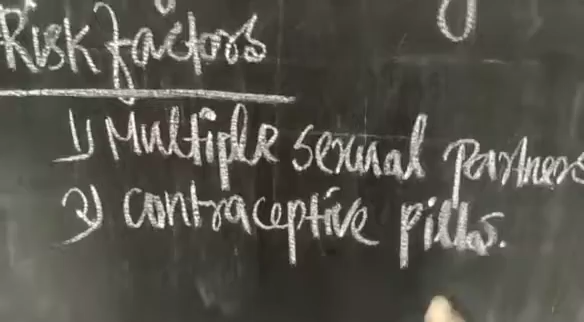 Risk factors
1) Multiple sexual Partners
2) contraceptive pills.